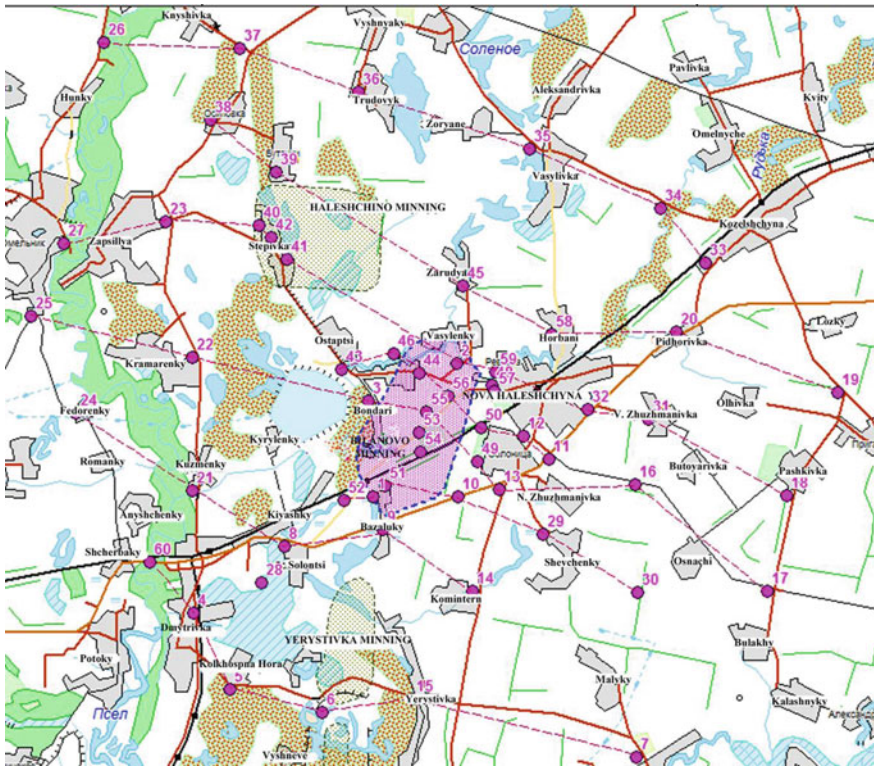 Knyshivka
26
37
Vyshnyaky
Соленое
36
Trudovyk
Aleksandrivka
Pavlivka
Kvity
Hunky
38
Zoryane
Omelnyche
35
Vasylivka
Рудька
39
HALESHCHINO MINNING
34
Kozelshchyna
23
40
42
Stepivka
41
27
Zapsillya
33
Zarudya
45
25
58
Horbani
20
Pidhorivka
Lozky
Ostaptsi
46
Vasylenky
22
Kramarenky
43
44
2
59
57
19
3
Bondari
56
NOVA HALESHCHYNA
32
31
V. Zhuzhmanivka
Olhivka
24
Fedorenky
55
53
50
12
Kyrylenky
BILANOVO
MINNING
54
49
11
Romanky
Butoyarivka
Pashkivka
Kuzmenky
21
51
13
16
18
Anyshchenky
Kiyashky
52
1
10
N. Zhuzhmanivka
9
Bazaluky
29
Shcherbaky
8
Solontsi
Shevchenky
Osnachi
60
28
14
Komintern
30
17
4
Dmytrivka
YERYSTIVKA MINNING
Bulakhy
Potoky
Kolkhospna Hora
5
15
Malyky
Псел
6
Yerystivka
Kalashnyky
Vyshneve
7